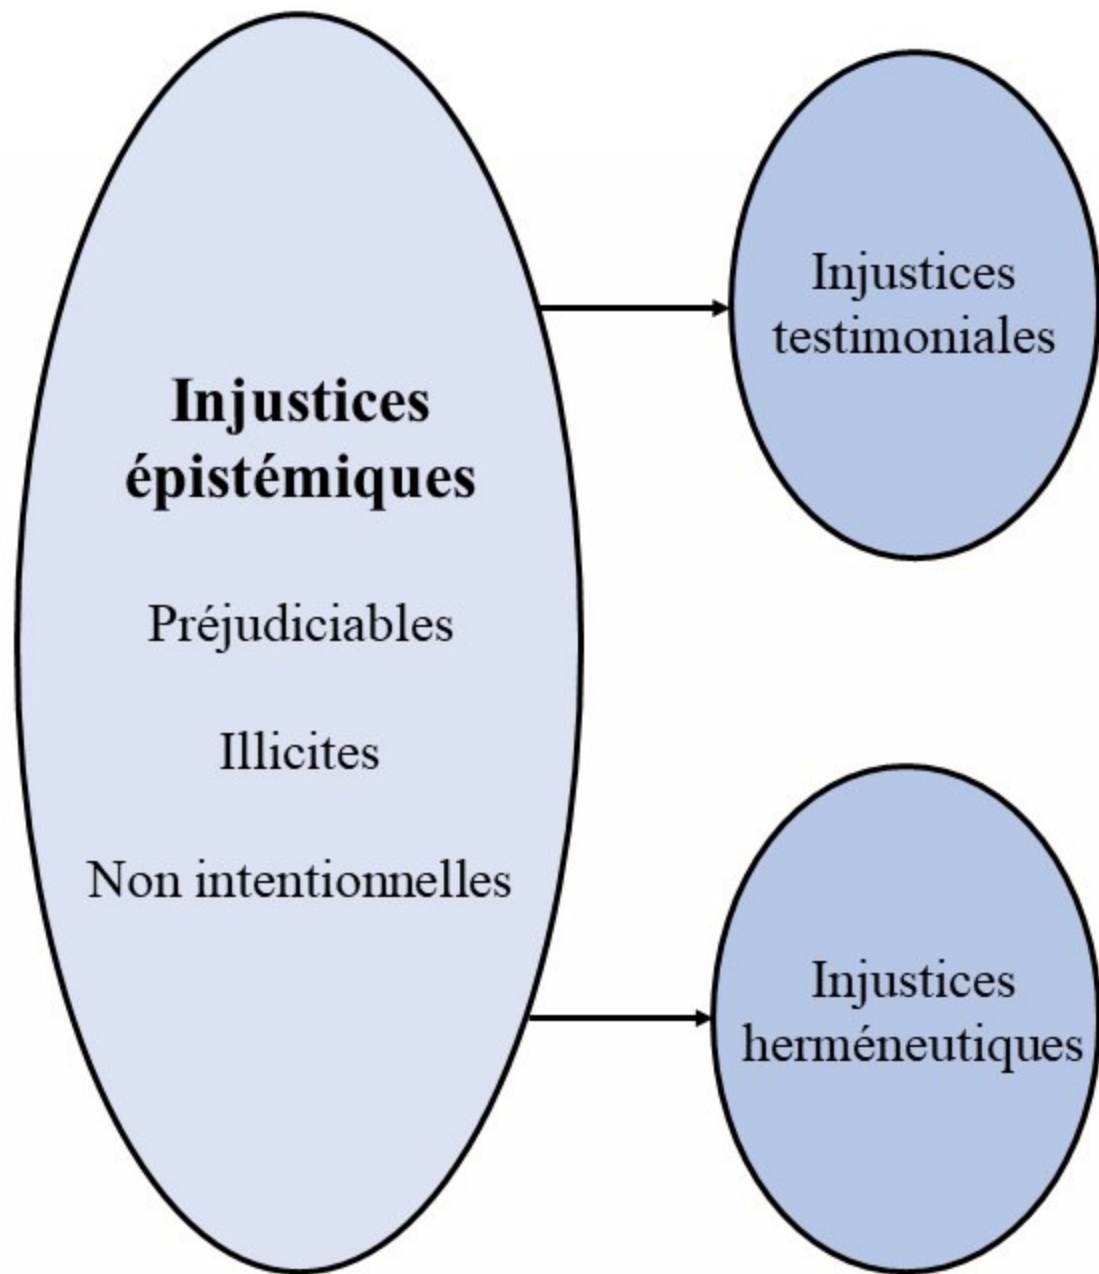 Injustices
épistémiques
Préjudiciables
Illicites
Non intentionnelles
Injustices
testimoniales
Injustices
herméneutiques